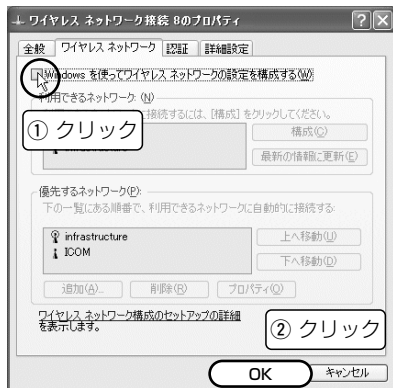 ワイヤレス ネットワーク接続 8のプロパティ
全般 ワイヤレス ネットワーク 認証 詳細設定
Windows を使ってワイヤレス ネットワークの設定を構成する(W)
利用できるネットワーク:(N)
接続するには、[構成] をクリックしてください。
① クリック
構成(C)
最新の情報に更新(E)
優先するネットワーク(P):
下の一覧にある順番で、利用できるネットワークに自動的に接続する:
infrastructure
ICOM
上へ移動(U)
下へ移動(D)
追加(A)... 削除(R) プロパティ(O)
ワイヤレス ネットワーク構成のセットアップの詳細
を表示します。
② クリック
OK キャンセル